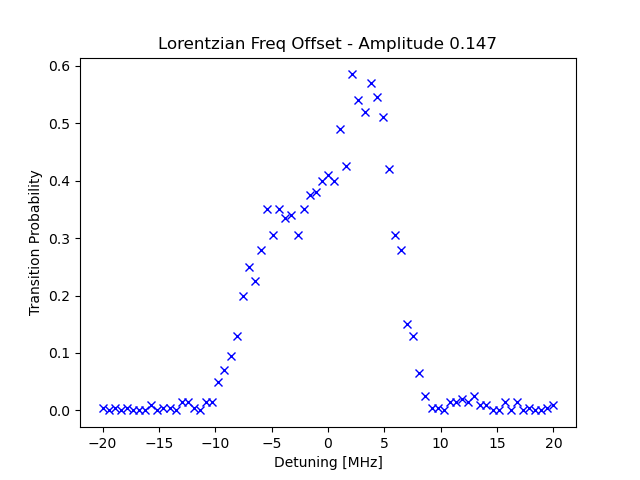 Lorentzian Freq Offset - Amplitude 0.147
Transition Probability
0.6
0.5
0.4
0.3
0.2
0.1
0.0
−20 −15 −10 −5 0 5 10 15 20
Detuning [MHz]